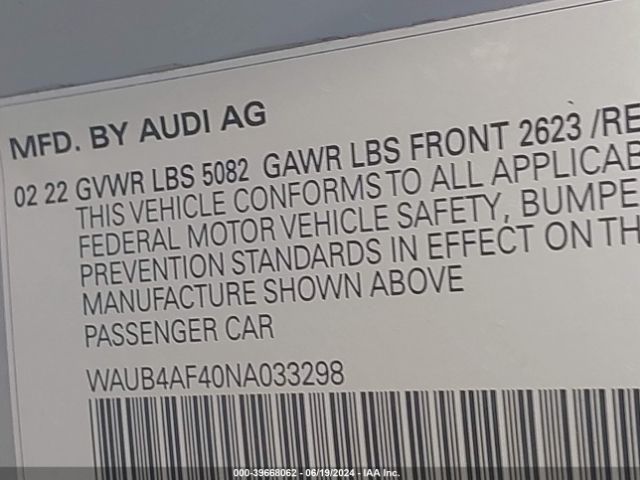 MFD. BY AUDI AG
02 22 GVWR LBS 5082 GAWR LBS FRONT 2623 /RE
THIS VEHICLE CONFORMS TO ALL APPLICAB
FEDERAL MOTOR VEHICLE SAFETY, BUMPE
PREVENTION STANDARDS IN EFFECT ON TH
MANUFACTURE SHOWN ABOVE
PASSENGER CAR
WAUB4AF40NA033298
000-39668062 - 06/19/2024 - IAA Inc.